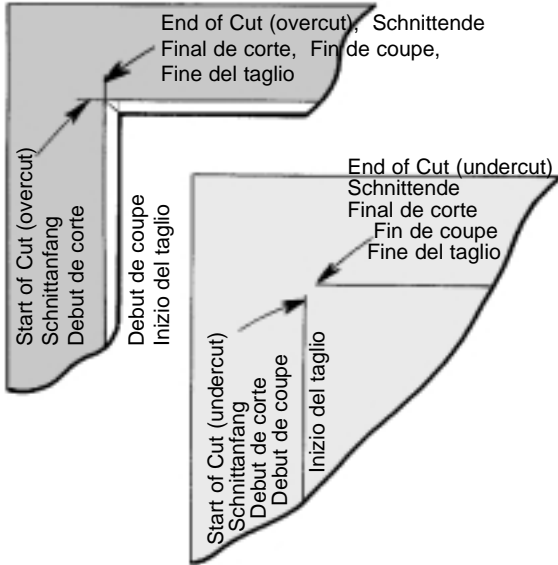 End of Cut (overcut), Schnittende
Final de corte, Fin de coupe,
Fine del taglio
Start of Cut (overcut)
Schnittanfang
Debut de corte
Debut de coupe
Inizio del taglio
End of Cut (undercut)
Schnittende
Final de corte
Fin de coupe
Fine del taglio
Start of Cut (undercut)
Schnittanfang
Debut de corte
Debut de coupe
Inizio del taglio